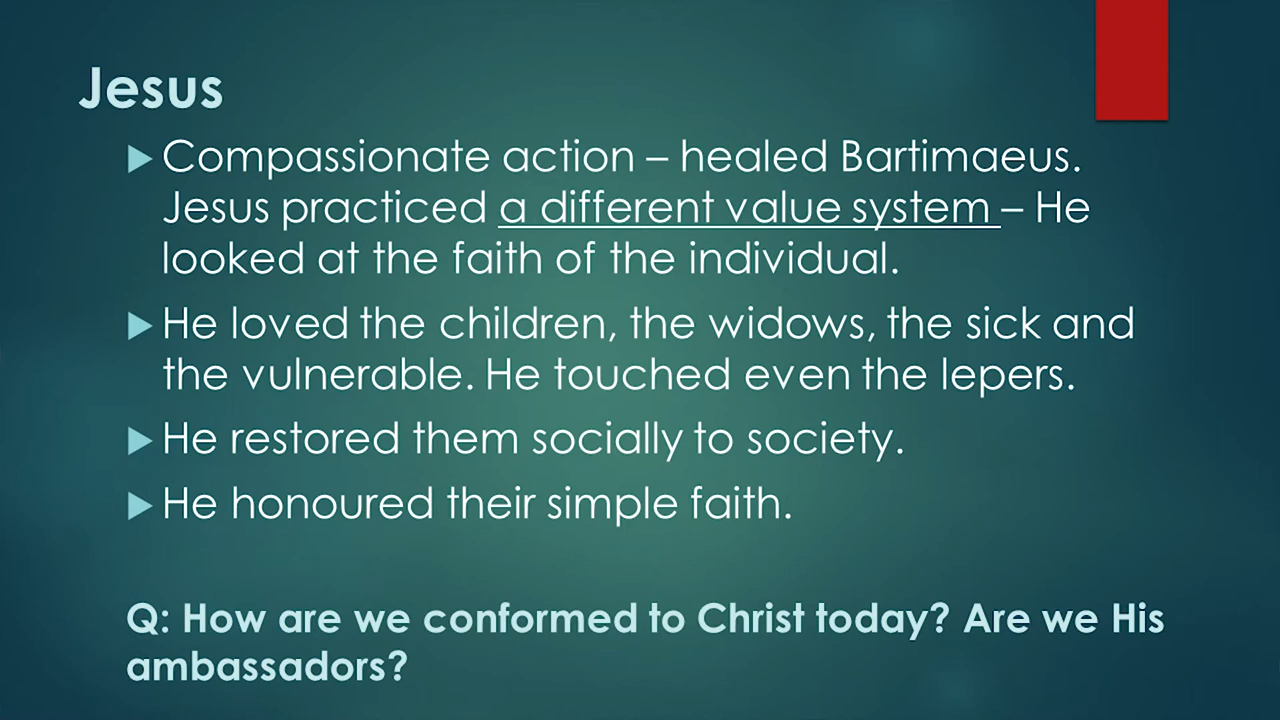 Jesus
Compassionate action – healed Bartimaeus.
Jesus practiced a different value system – He
looked at the faith of the individual.
He loved the children, the widows, the sick and
the vulnerable. He touched even the lepers.
He restored them socially to society.
He honoured their simple faith.
Q: How are we conformed to Christ today? Are we His
ambassadors?